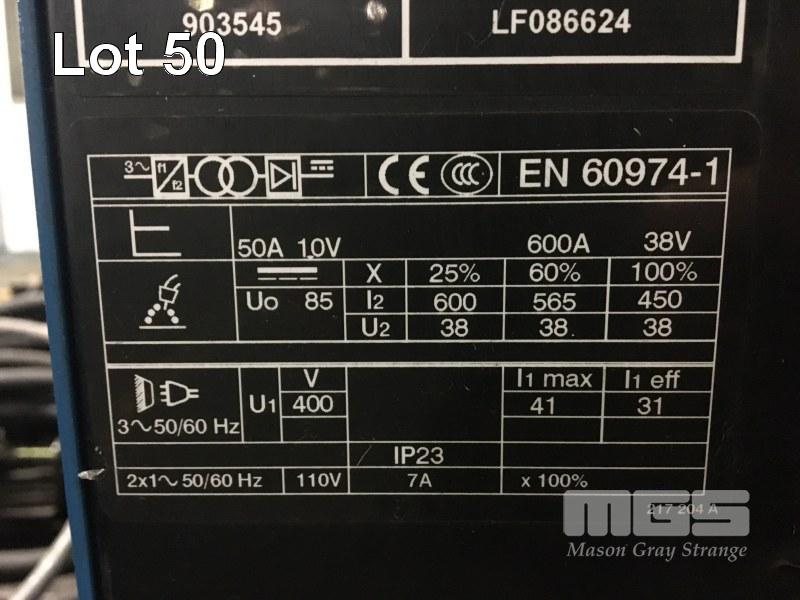 903545 LF086624
Lot 50
3~ f1 f2 CE CCC EN 60974-1
50A 10V 600A 38V
X 25% 60% 100%
U0 85 I2 600 565 450
U2 38 38 38
V I1 max I1 eff
U1 400 41 31
3~50/60 Hz
IP23
2x1~ 50/60 Hz 110V 7A x 100%
217 204 A
MGS
Mason Gray Strange